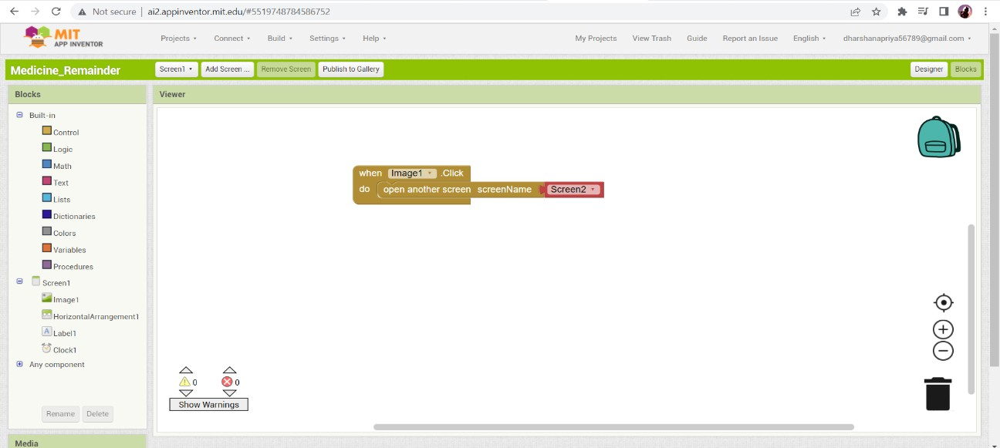 Not secure | ai2.appinventor.mit.edu/#5519748784586752
MIT
APP INVENTOR
Projects Connect Build Settings Help My Projects View Trash Guide Report an Issue English dharshanapriya56789@gmail.com
Medicine_Remainder Screen1 Add Screen ... Remove Screen Publish to Gallery Designer Blocks
Blocks
Viewer
Built-in
Control
Logic
Math
Text
Lists
Dictionaries
Colors
Variables
Procedures
Screen1
Image1
HorizontalArrangement1
A Label1
Clock1
Any component
Rename Delete
Media
when Image1 .Click
do open another screen screenName Screen2
0 0
Show Warnings